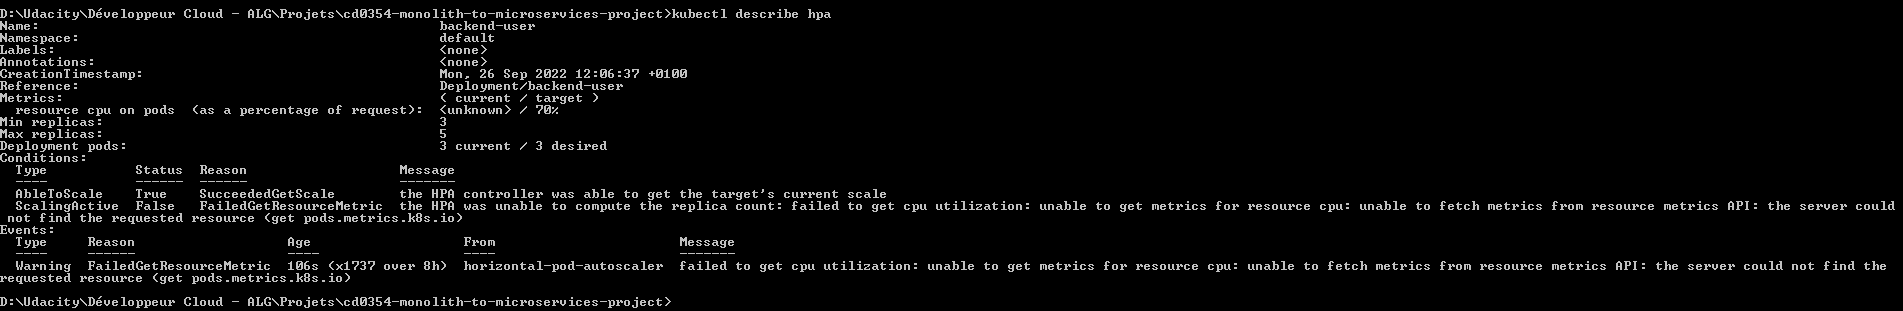 D:\Udacity\Développeur Cloud - ALG\Projets\cd0354-monolith-to-microservices-project>kubectl describe hpa
Name:                                                  backend-user
Namespace:                                             default
Labels:                                                <none>
Annotations:                                           <none>
CreationTimestamp:                                     Mon, 26 Sep 2022 12:06:37 +0100
Reference:                                             Deployment/backend-user
Metrics:                                               ( current / target )
  resource cpu on pods  (as a percentage of request):  <unknown> / 70%
Min replicas:                                          3
Max replicas:                                          5
Deployment pods:                                       3 current / 3 desired
Conditions:
  Type           Status  Reason                   Message
  ----           ------  ------                   -------
  AbleToScale    True    SucceededGetScale        the HPA controller was able to get the target's current scale
  ScalingActive  False   FailedGetResourceMetric  the HPA was unable to compute the replica count: failed to get cpu utilization: unable to get metrics for resource cpu: unable to fetch metrics from resource metrics API: the server could
 not find the requested resource (get pods.metrics.k8s.io)
Events:
  Type     Reason                   Age                   From                       Message
  ----     ------                   ----                  ----                       -------
  Warning  FailedGetResourceMetric  106s (x1737 over 8h)  horizontal-pod-autoscaler  failed to get cpu utilization: unable to get metrics for resource cpu: unable to fetch metrics from resource metrics API: the server could not find the
requested resource (get pods.metrics.k8s.io)
D:\Udacity\Développeur Cloud - ALG\Projets\cd0354-monolith-to-microservices-project>